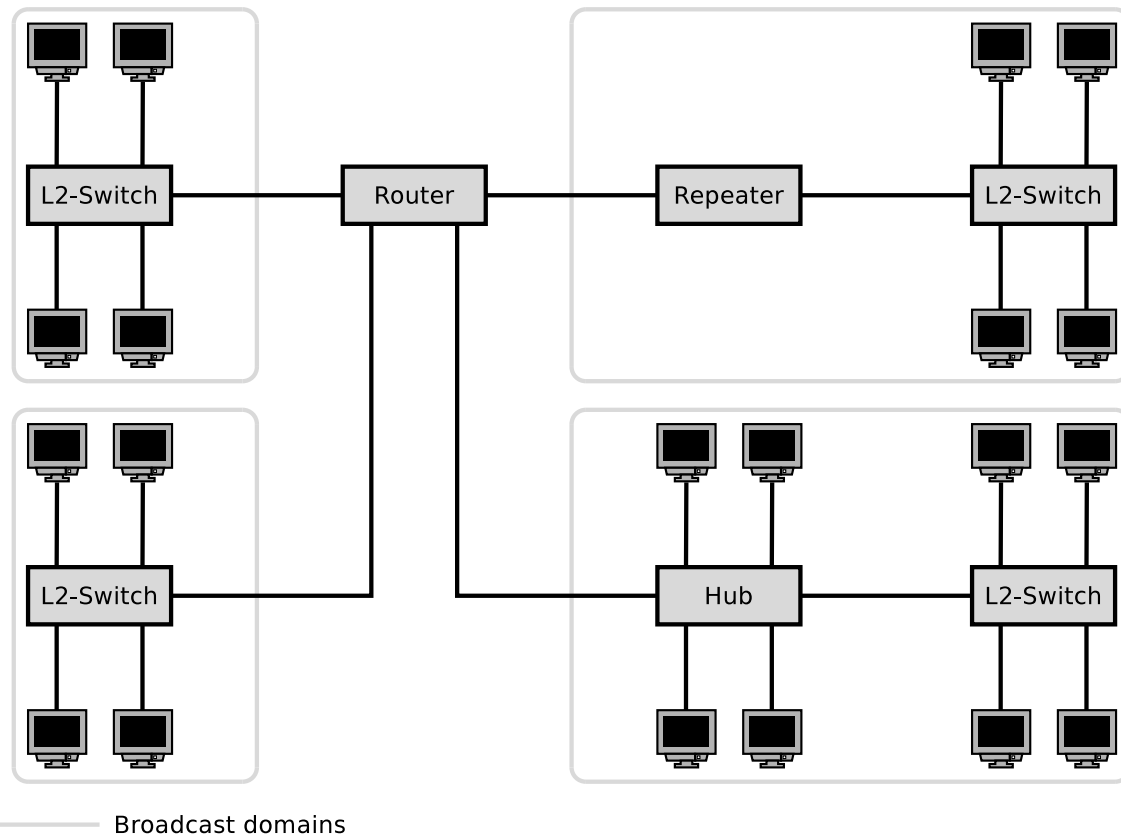 L2-Switch
Router
Repeater
L2-Switch
L2-Switch
Hub
L2-Switch
Broadcast domains